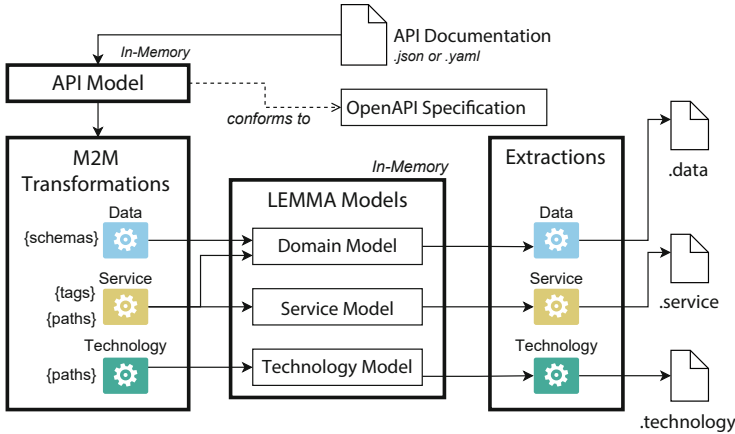 API Documentation
.json or .yaml
In-Memory
API Model
conforms to
OpenAPI Specification
M2M
Transformations
Data
{schemas}
Service
{tags}
{paths}
Technology
{paths}
In-Memory
LEMMA Models
Domain Model
Service Model
Technology Model
Extractions
Data
Service
Technology
.data
.service
.technology